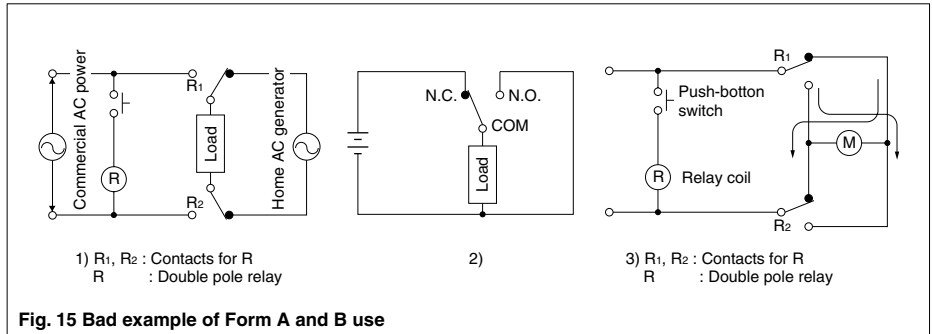 Commercial AC power
R
R1
Load
R2
Home AC generator
1) R1, R2 : Contacts for R
R : Double pole relay
N.C.
N.O.
COM
Load
2)
R1
Push-botton
switch
M
R
Relay coil
R2
3) R1, R2 : Contacts for R
R : Double pole relay
Fig. 15 Bad example of Form A and B use